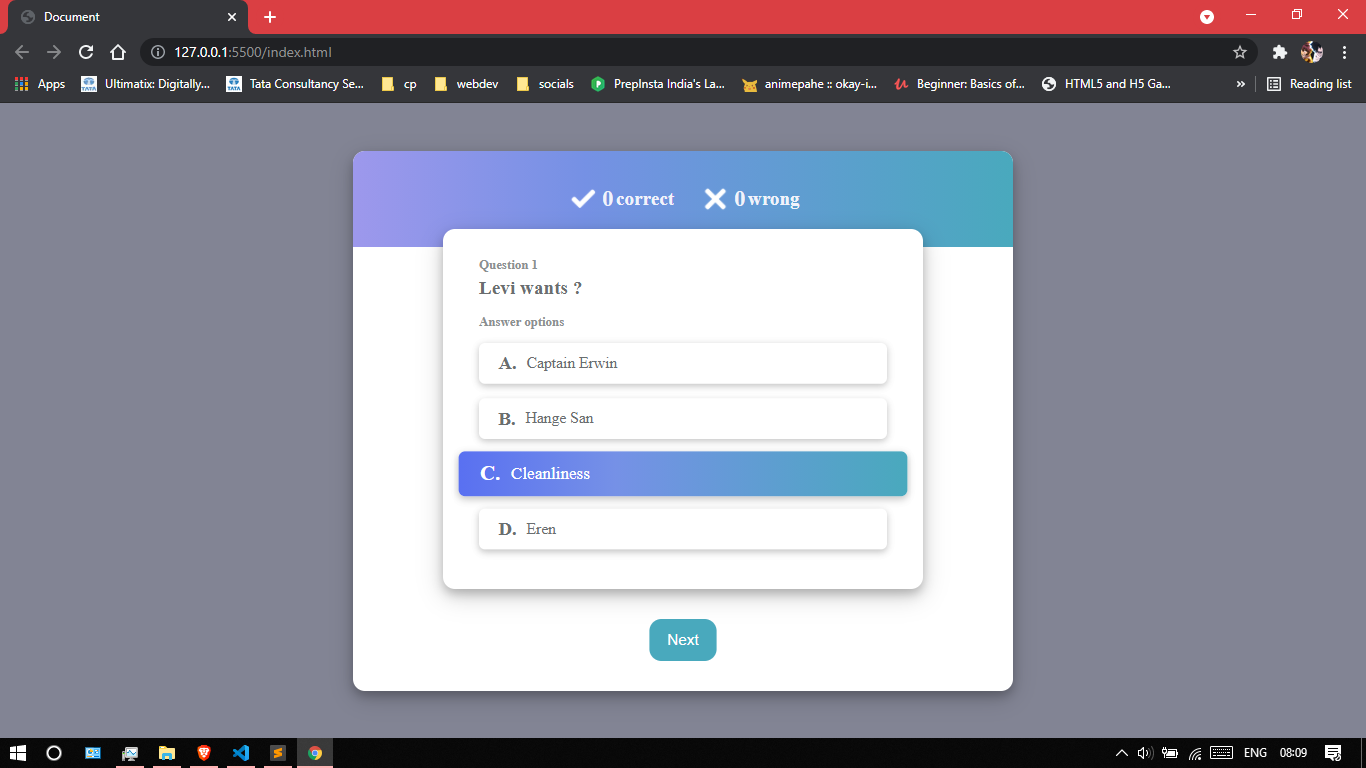 Document
127.0.0.1:5500/index.html
Apps Ultimatix: Digitally... Tata Consultancy Se... cp webdev socials PrepInsta India's La... animepahe :: okay-i... Beginner: Basics of... HTML5 and H5 Ga... » Reading list
TATA TATA
0 correct 0 wrong
Question 1
Levi wants ?
Answer options
A. Captain Erwin
B. Hange San
C. Cleanliness
D. Eren
Next
ENG 08:09